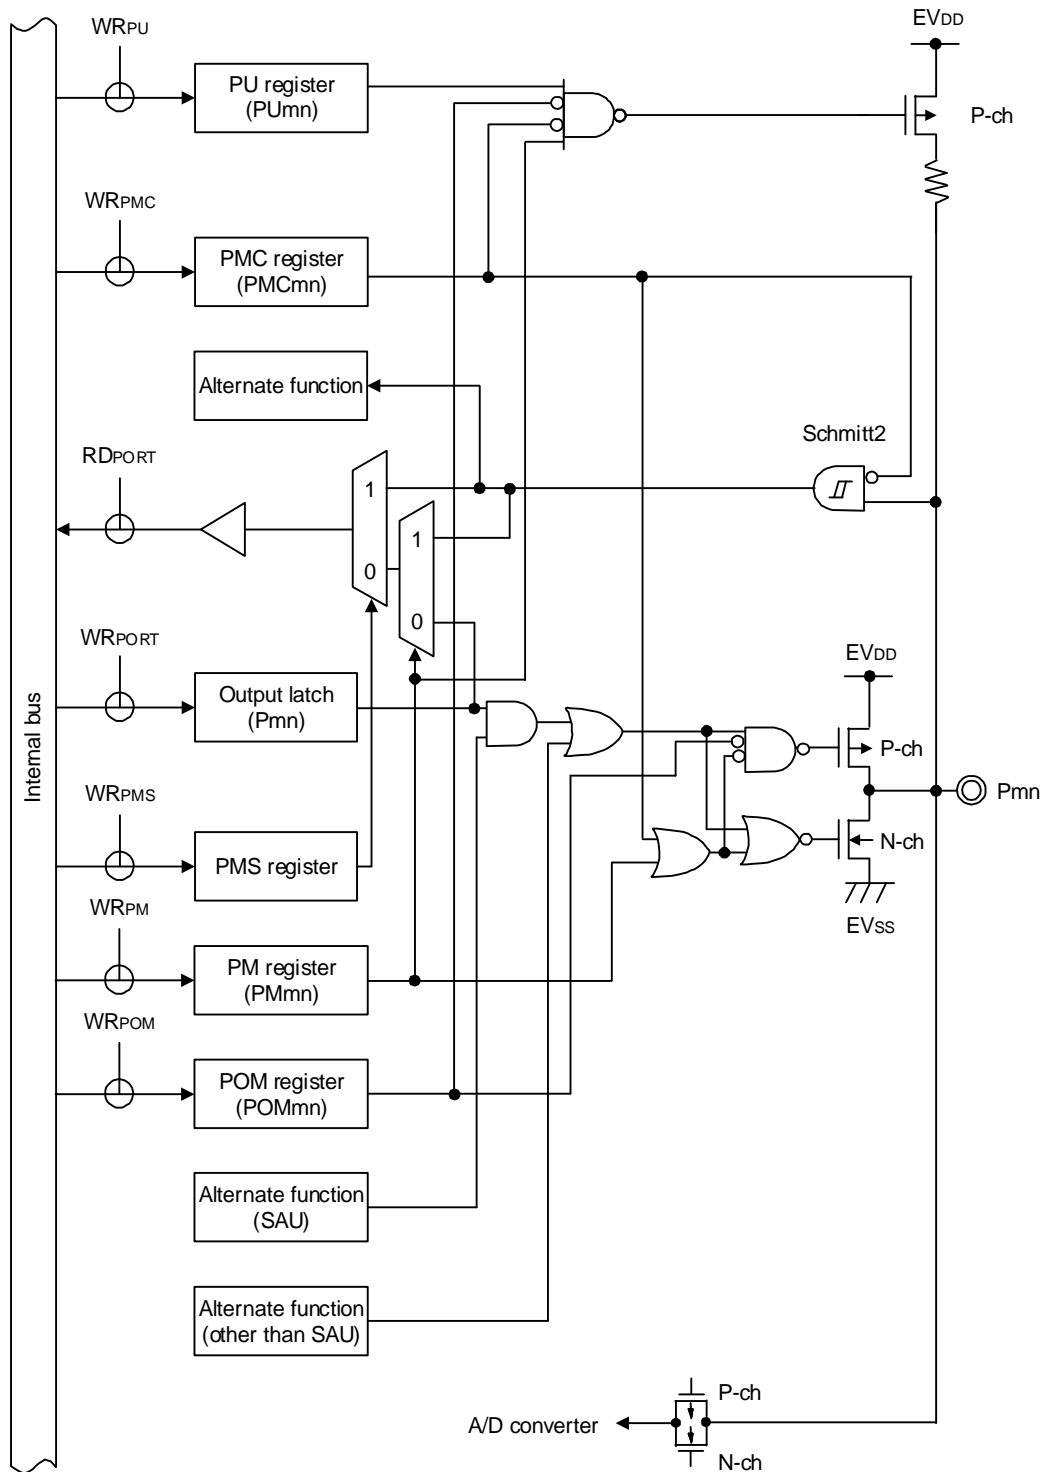 WRPU
EVDD
PU register
(PUmn)
P-ch
WRPMC
PMC register
(PMCmn)
Alternate function
Schmitt2
RDPORT
1
1
0
0
WRPORT
EVDD
Output latch
(Pmn)
P-ch
Internal bus
WRPMS
Pmn
PMS register
N-ch
WRPM
EVSS
PM register
(PMmn)
WRPOM
POM register
(POMmn)
Alternate function
(SAU)
Alternate function
(other than SAU)
P-ch
A/D converter
N-ch